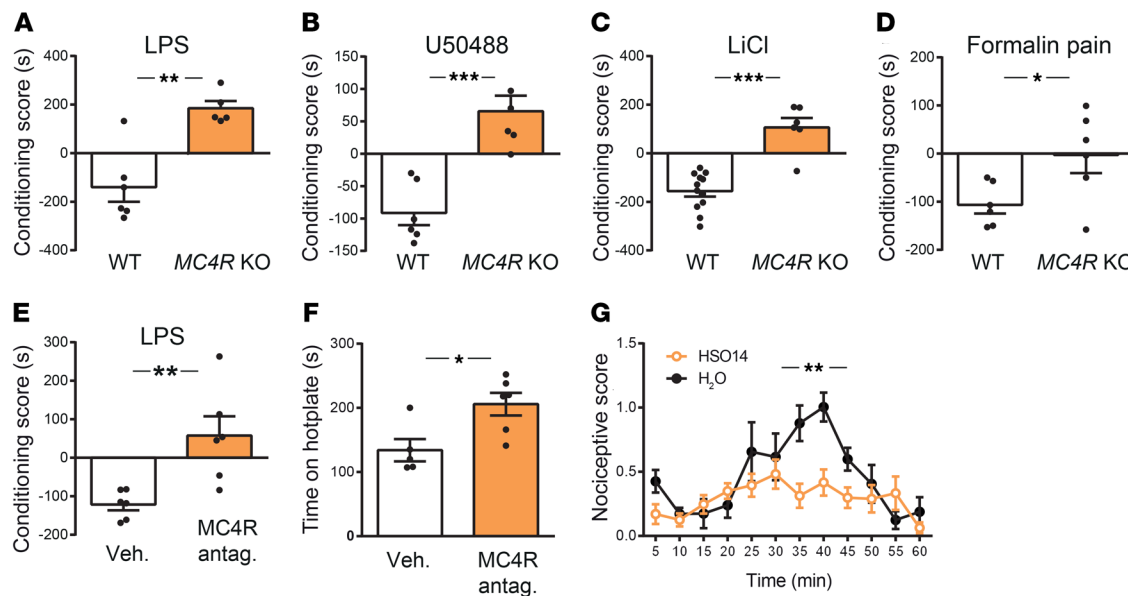 A
LPS
Conditioning score (s)
400
200
0
-200
-400
**
WT
MC4R KO
B
U50488
Conditioning score (s)
150
100
50
0
-50
-100
-150
***
WT
MC4R KO
C
LiCl
Conditioning score (s)
400
200
0
-200
-400
***
WT
MC4R KO
D
Formalin pain
Conditioning score (s)
200
100
0
-100
-200
*
WT
MC4R KO
E
LPS
Conditioning score (s)
300
200
100
0
-100
-200
**
Veh.
MC4R
antag.
F
Time on hotplate (s)
300
200
100
0
*
Veh.
MC4R
antag.
G
Nociceptive score
1.5
1.0
0.5
0.0
HSO14
H₂O
**
5 10 15 20 25 30 35 40 45 50 55 60
Time (min)